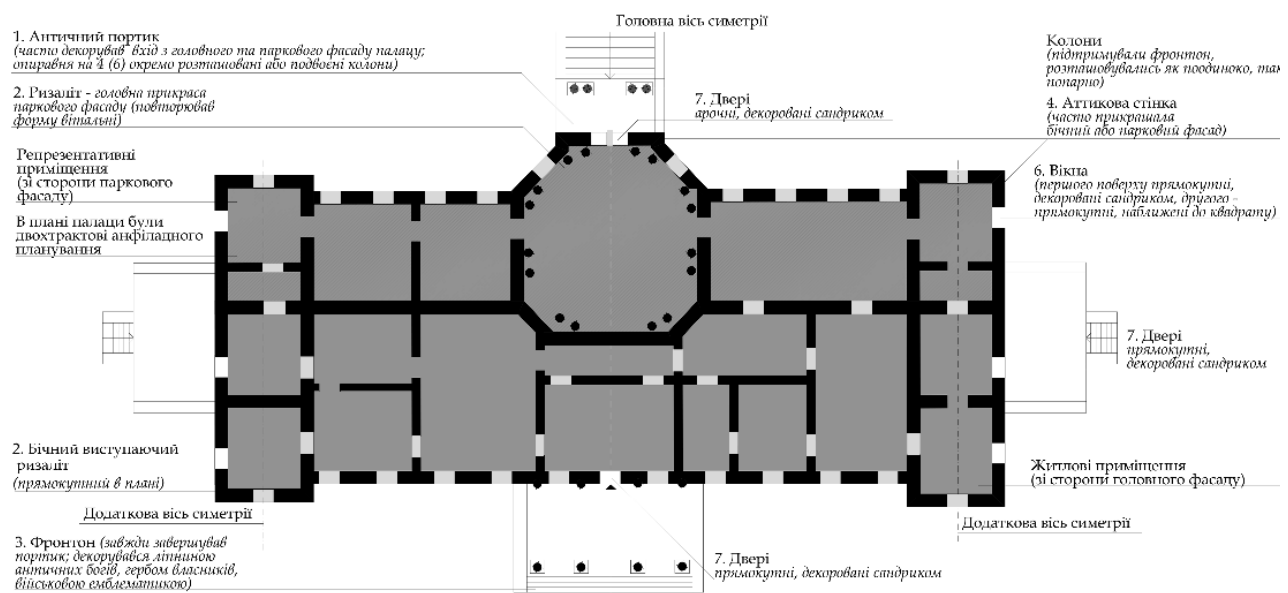 Головна вісь симетрії
1. Античний портик
(часто декорував вхід з головного та паркового фасаду палацу;
опиравня на 4 (6) окремо розташовані або подвоєні колони)
2. Ризаліт - головна прикраса
паркового фасаду (повторював
форму вітальні)
Репрезентативні
приміщення
(зі сторони паркового
фасаду)
В плані палаци були
двохтрактові анфіладного
планування
7. Двері
арочні, декоровані сандриком
Колони
(підтримували фронтон,
розташовувались як поодиноко, так
попарно)
4. Аттикова стінка
(часто прикрашала
бічний або парковий фасад)
6. Вікна
(першого поверху прямокутні,
декоровані сандриком, другого -
прямокутні, наближені до квадрату)
7. Двері
прямокутні,
декоровані сандриком
2. Бічний виступаючий
ризаліт
(прямокутний в плані)
Додаткова вісь симетрії
3. Фронтон (завжди завершував
портик; декорувався ліпниною
античних богів, гербом власників,
військовою емблематикою)
7. Двері
прямокутні, декоровані сандриком
Житлові приміщення
(зі сторони головного фасаду)
Додаткова вісь симетрії